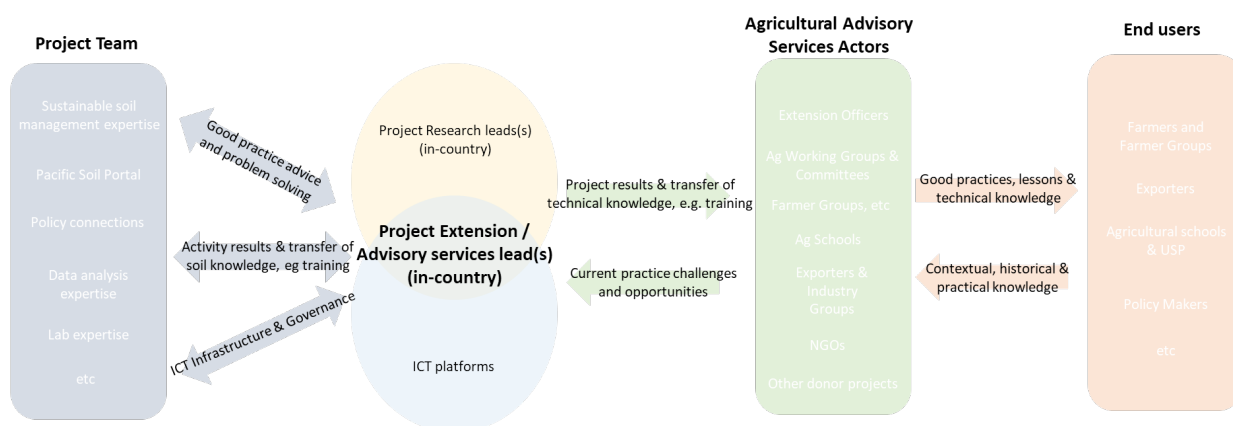 Project Team
Sustainable soil
management expertise
Pacific Soil Portal
Policy connections
Data analysis
expertise
Lab expertise
etc
Good practice advice
and problem solving
Activity results & transfer of
soil knowledge, eg training
ICT Infrastructure & Governance
Project Research leads(s)
(in-country)
Project Extension /
Advisory services lead(s)
(in-country)
ICT platforms
Project results & transfer of
technical knowledge, e.g. training
Current practice challenges
and opportunities
Agricultural Advisory
Services Actors
Extension Officers
Ag Working Groups &
Committees
Farmer Groups, etc
Ag Schools
Exporters &
Industry
Groups
NGOs
Other donor projects
Good practices, lessons &
technical knowledge
Contextual, historical &
practical knowledge
End users
Farmers and
Farmer Groups
Exporters
Agricultural schools
& USP
Policy Makers
etc